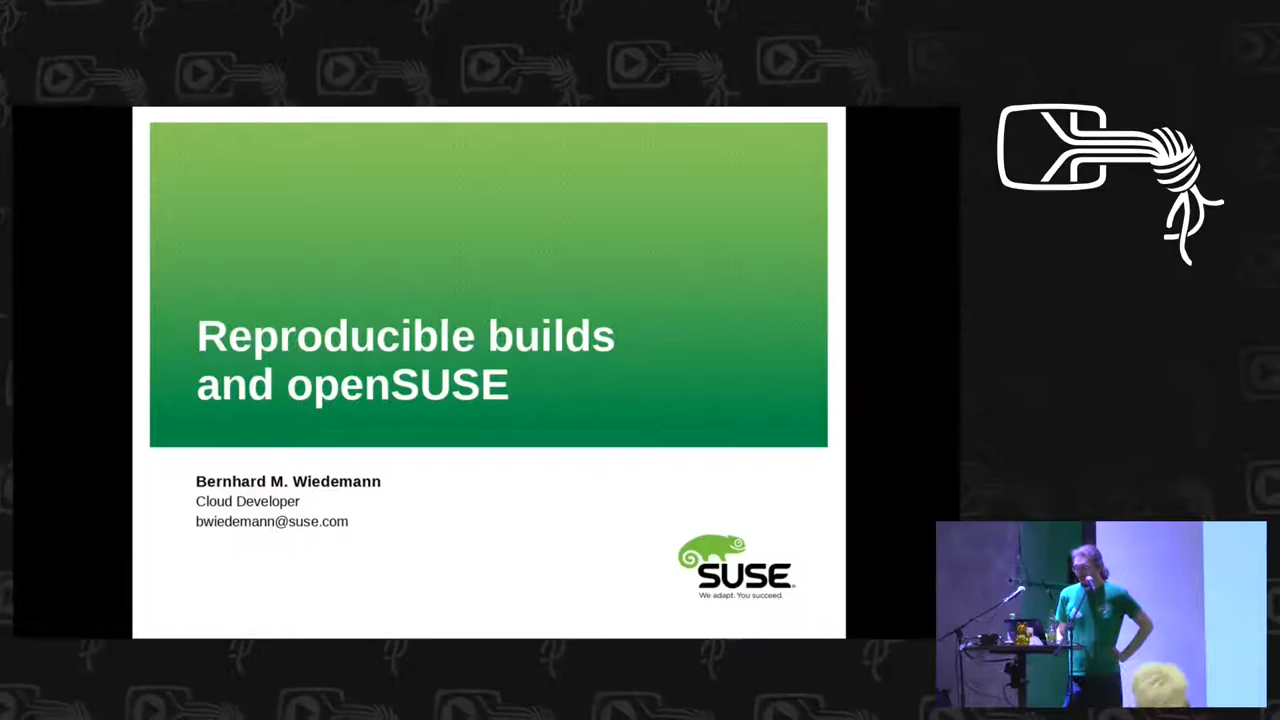 Reproducible builds
and openSUSE
Bernhard M. Wiedemann
Cloud Developer
bwiedemann@suse.com
SUSE
We adapt. You succeed.